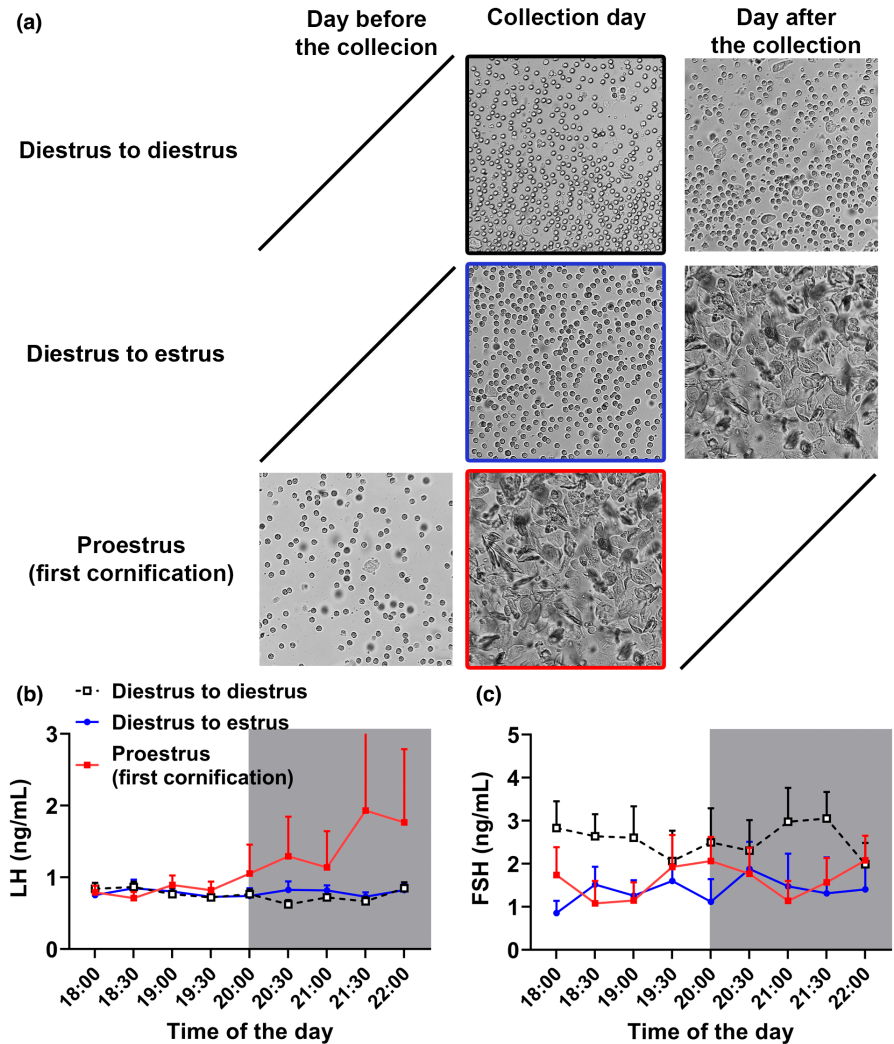 (a)
Day before
the collecion
Collection day
Day after
the collection
Diestrus to diestrus
Diestrus to estrus
Proestrus
(first cornification)
(b)
Diestrus to diestrus
Diestrus to estrus
Proestrus
(first cornification)
3
2
1
0
LH (ng/mL)
18:00
18:30
19:00
19:30
20:00
20:30
21:00
21:30
22:00
Time of the day
(c)
5
4
3
2
1
0
FSH (ng/mL)
18:00
18:30
19:00
19:30
20:00
20:30
21:00
21:30
22:00
Time of the day